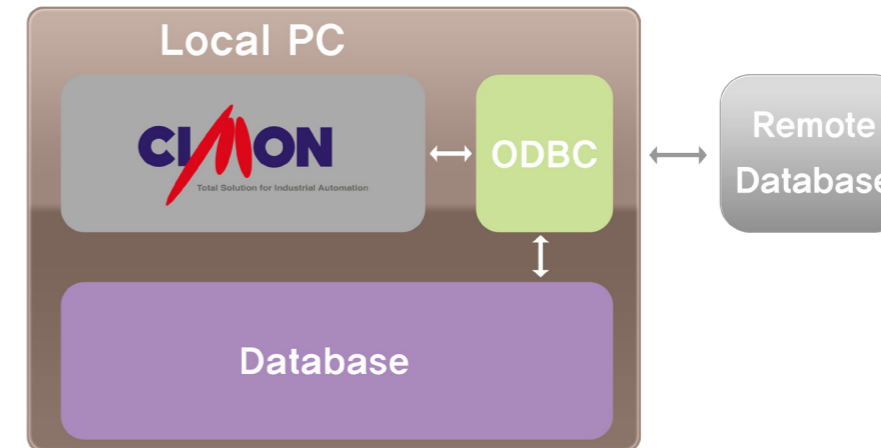 Local PC
CIMON
Total Solution for Industrial Automation
ODBC
Remote
Database
Database